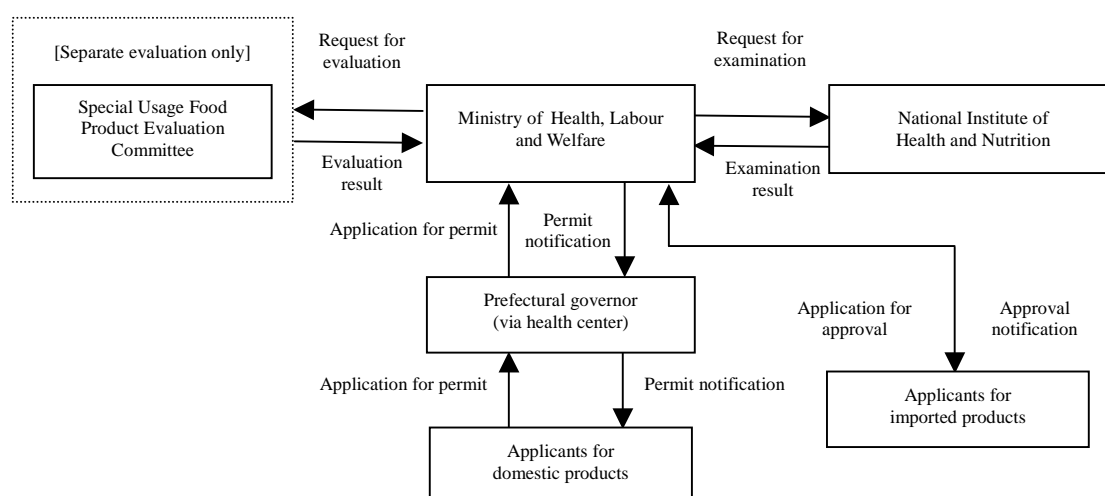 [Separate evaluation only]
Special Usage Food
Product Evaluation
Committee
Request for
evaluation
Evaluation
result
Ministry of Health, Labour
and Welfare
Request for
examination
Examination
result
National Institute of
Health and Nutrition
Application for permit
Permit
notification
Prefectural governor
(via health center)
Application for
approval
Approval
notification
Application for permit
Permit notification
Applicants for
imported products
Applicants for
domestic products